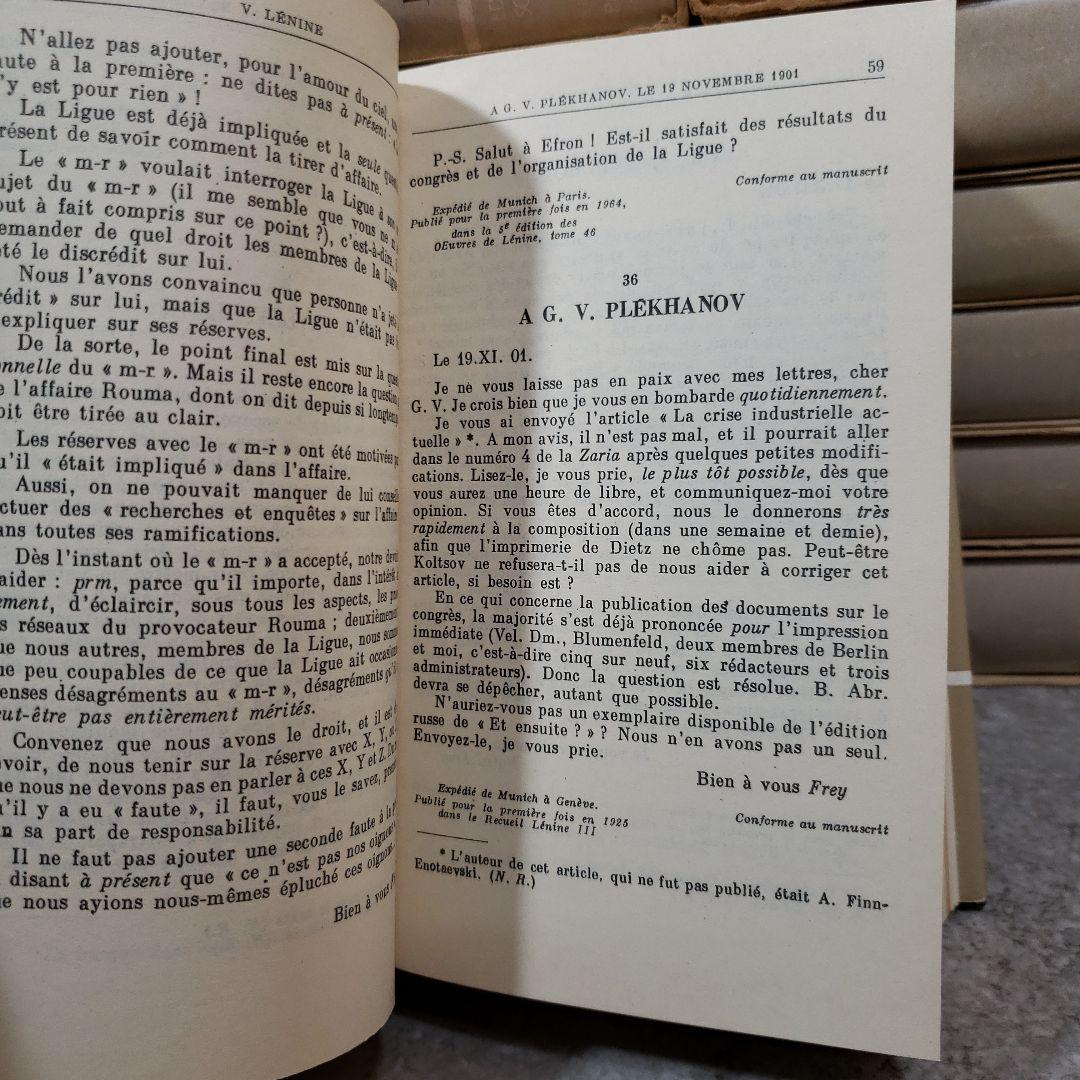 V. LÉNINE
N'allez pas ajouter, pour l'amour du ciel,
à la première : ne dites pas à présent :
y est pour rien » !
La Ligue est déjà impliquée et la seule
présent de savoir comment la tirer d'affaire.
Le « m-r » voulait interroger la Ligue à
du « m-r » (il me semble que vous ne
à fait compris sur ce point ?), c'est-à-dire,
de quel droit les membres de la Ligue
le discrédit sur lui.
Nous l'avons convaincu que personne n'a
» sur lui, mais que la Ligue n'était pas
expliquer sur ses réserves.
De la sorte, le point final est mis sur la
du « m-r ». Mais il reste encore la question
l'affaire Rouma, dont on dit depuis si longtemps
être tirée au clair.
Les réserves avec le « m-r » ont été motivées
qu'il « était impliqué » dans l'affaire.
Aussi, on ne pouvait manquer de lui
des « recherches et enquêtes » sur l'affaire
toutes ses ramifications.
Dès l'instant où le « m-r » a accepté, notre
aider : prm, parce qu'il importe, dans l'intérêt
d'éclaircir, sous tous les aspects, les
réseaux du provocateur Rouma ; deuxièmement,
que nous autres, membres de la Ligue, nous
que peu coupables de ce que la Ligue ait
désagréments au « m-r », désagréments
peut-être pas entièrement mérités.
Convenez que nous avons le droit, et il est
de nous tenir sur la réserve avec X, Y,
que nous ne devons pas en parler à ces X, Y et Z.
qu'il y a eu « faute », il faut, vous le savez,
sa part de responsabilité.
Il ne faut pas ajouter une seconde faute à la
disant à présent que « ce n'est pas nos oignons
que nous ayions nous-mêmes épluché ces oignons
Bien à vous
A G. V. PLÉKHANOV. LE 19 NOVEMBRE 1901 59
P.-S. Salut à Efron ! Est-il satisfait des résultats du
congrès et de l'organisation de la Ligue ?
Conforme au manuscrit
Expédié de Munich à Paris.
Publié pour la première fois en 1964,
dans la 5e édition des
OEuvres de Lénine, tome 46
36
A G. V. PLÉKHANOV
Le 19.XI. 01.
Je ne vous laisse pas en paix avec mes lettres, cher
G. V. Je crois bien que je vous en bombarde quotidiennement.
Je vous ai envoyé l'article « La crise industrielle ac-
tuelle » *. A mon avis, il n'est pas mal, et il pourrait aller
dans le numéro 4 de la Zaria après quelques petites modifi-
cations. Lisez-le, je vous prie, le plus tôt possible, dès que
vous aurez une heure de libre, et communiquez-moi votre
opinion. Si vous êtes d'accord, nous le donnerons très
rapidement à la composition (dans une semaine et demie),
afin que l'imprimerie de Dietz ne chôme pas. Peut-être
Koltsov ne refusera-t-il pas de nous aider à corriger cet
article, si besoin est ?
En ce qui concerne la publication des documents sur le
congrès, la majorité s'est déjà prononcée pour l'impression
immédiate (Vel. Dm., Blumenfeld, deux membres de Berlin
et moi, c'est-à-dire cinq sur neuf, six rédacteurs et trois
administrateurs). Donc la question est résolue. B. Abr.
devra se dépêcher, autant que possible.
N'auriez-vous pas un exemplaire disponible de l'édition
russe de « Et ensuite ? » ? Nous n'en avons pas un seul.
Envoyez-le, je vous prie.
Bien à vous Frey
Expédié de Munich à Genève.
Publié pour la première fois en 1925
dans le Recueil Lénine III
Conforme au manuscrit
* L'auteur de cet article, qui ne fut pas publié, était A. Finn-
Enotaevski. (N. R.)